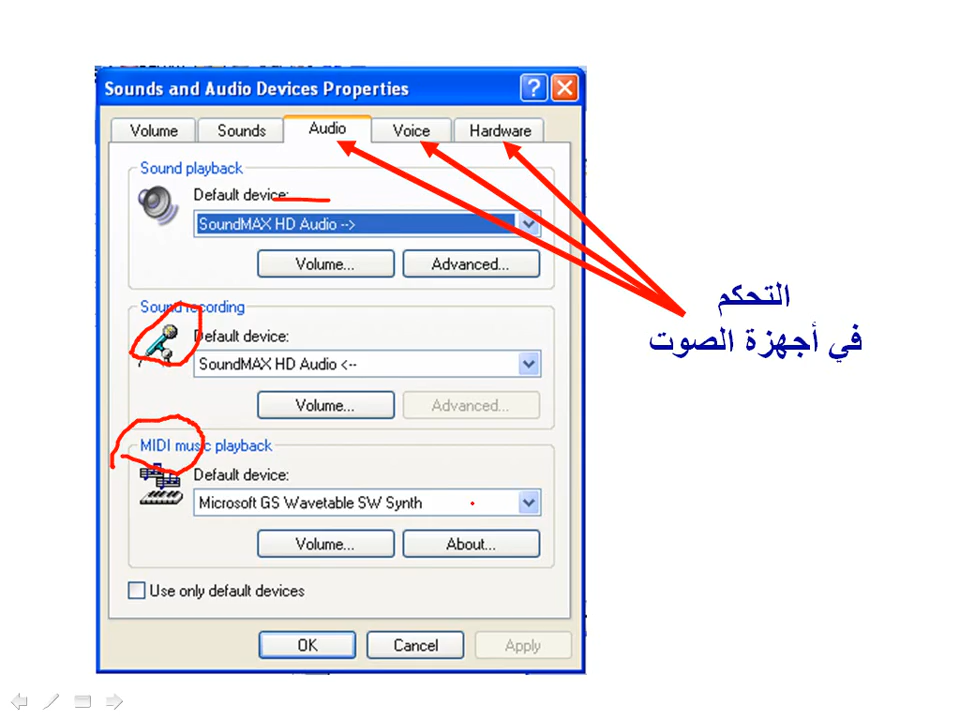 Sounds and Audio Devices Properties
Volume Sounds Audio Voice Hardware
Sound playback
Default device:
SoundMAX HD Audio -->
Volume... Advanced...
Sound recording
Default device:
SoundMAX HD Audio <--
Volume... Advanced...
MIDI music playback
Default device:
Microsoft GS Wavetable SW Synth
Volume... About...
Use only default devices
OK Cancel Apply
التحكم
في أجهزة الصوت